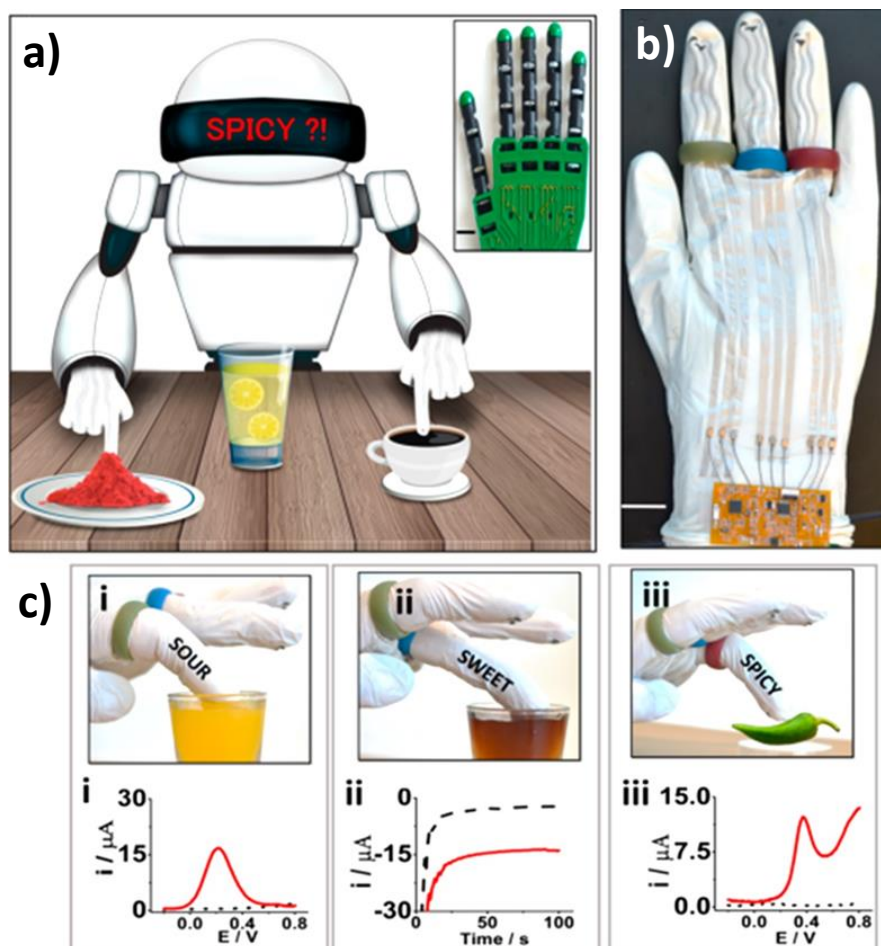 a)
SPICY ?!
b)
c)
i
SOUR
ii
SWEET
iii
SPICY
i
30
15
0
i / µA
0.0 0.4 0.8
E / V
ii
0
-15
-30
i / µA
0 50 100
Time / s
iii
15.0
7.5
0.0
i / µA
0.0 0.4 0.8
E / V